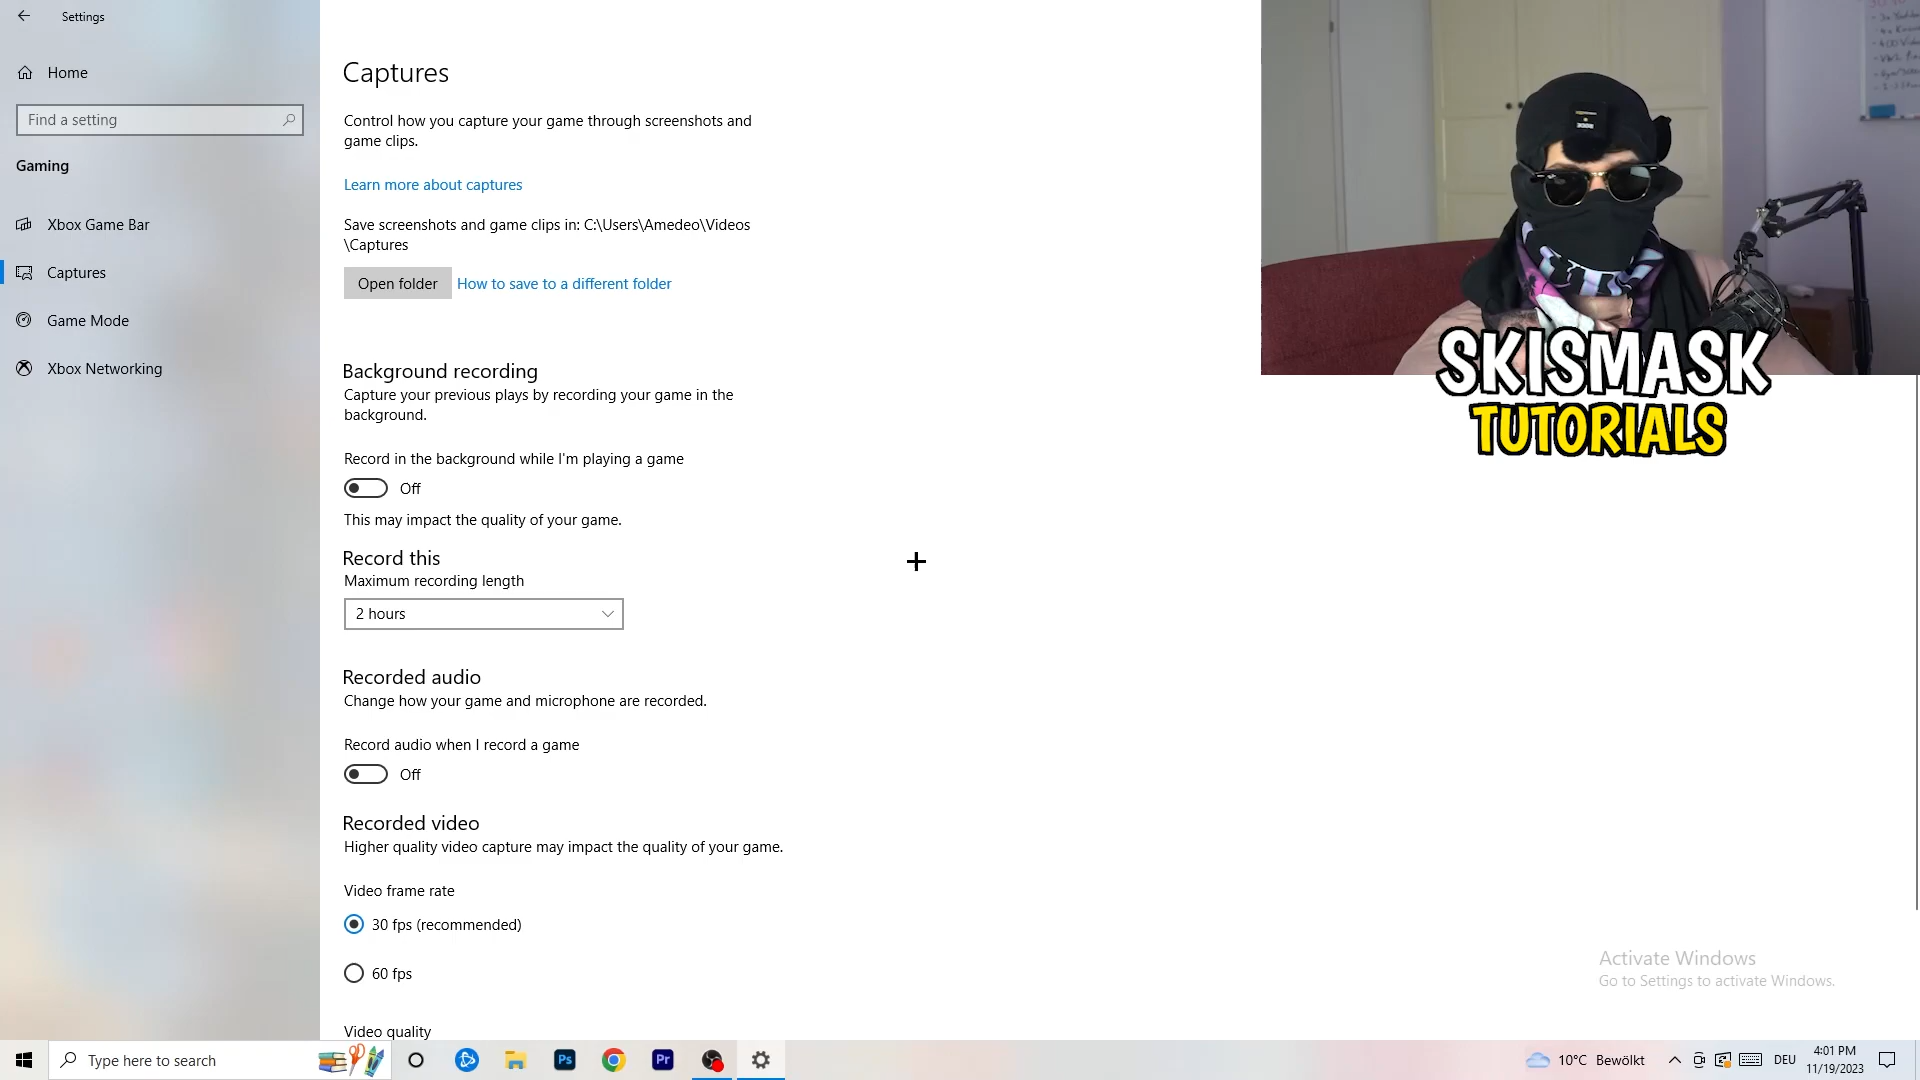 Settings
Home
Find a setting
Gaming
Xbox Game Bar
Captures
Game Mode
Xbox Networking
Captures
Control how you capture your game through screenshots and
game clips.
Learn more about captures
Save screenshots and game clips in: C:\Users\Amedeo\Videos
\Captures
Open folder
How to save to a different folder
Background recording
Capture your previous plays by recording your game in the
background.
Record in the background while I'm playing a game
Off
This may impact the quality of your game.
Record this
Maximum recording length
2 hours
Recorded audio
Change how your game and microphone are recorded.
Record audio when I record a game
Off
Recorded video
Higher quality video capture may impact the quality of your game.
Video frame rate
30 fps (recommended)
60 fps
Video quality
SKISMASK
TUTORIALS
Activate Windows
Go to Settings to activate Windows.
Type here to search
Ps
Pr
10°C Bewölkt
DEU
4:01 PM
11/19/2023